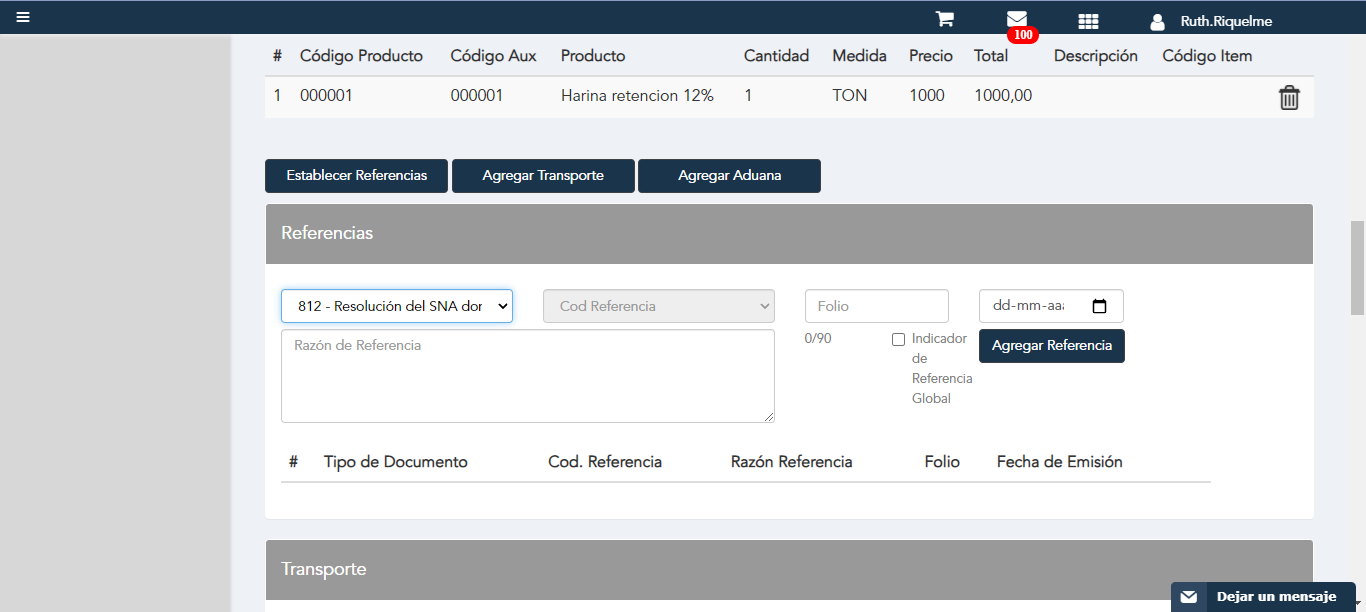 100
Ruth.Riquelme
# Código Producto Código Aux Producto Cantidad Medida Precio Total Descripción Código Item
1 000001 000001 Harina retencion 12% 1 TON 1000 1000,00
Establecer Referencias Agregar Transporte Agregar Aduana
Referencias
812 - Resolución del SNA dor Cod Referencia Folio dd-mm-aaa
Razón de Referencia
0/90
Indicador
de
Referencia
Global
Agregar Referencia
# Tipo de Documento Cod. Referencia Razón Referencia Folio Fecha de Emisión
Transporte
Dejar un mensaje